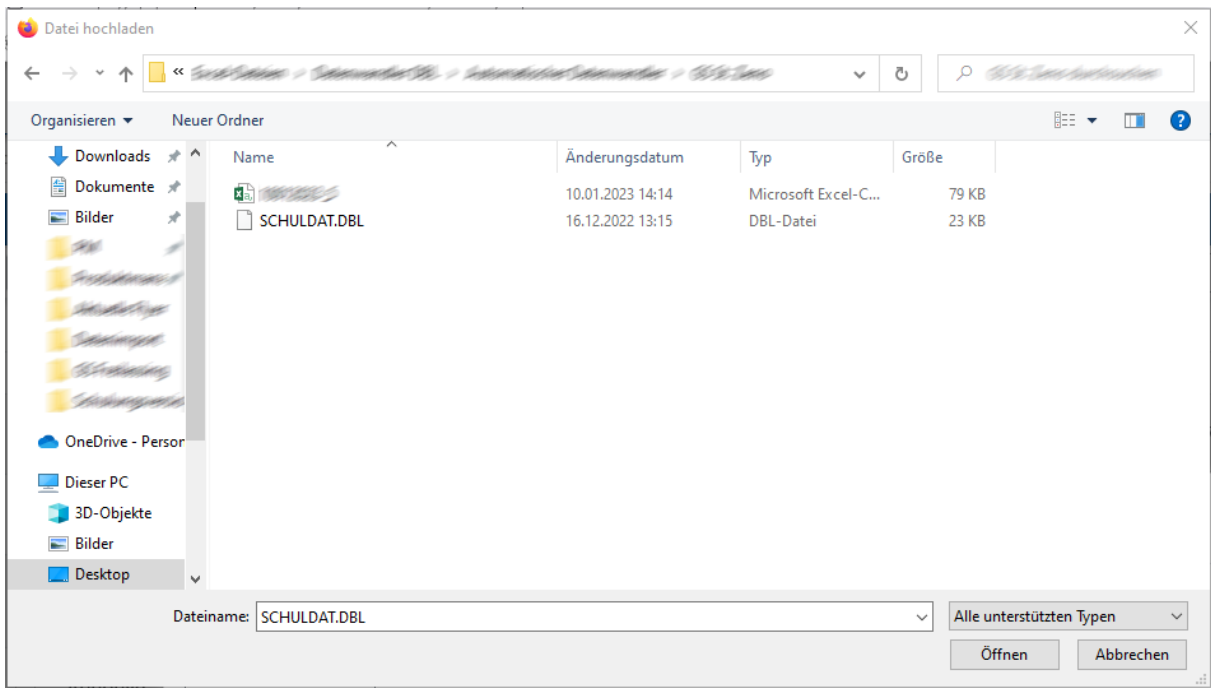 Datei hochladen
«
Organisieren Neuer Ordner
Downloads
Dokumente
Bilder
OneDrive - Person
Dieser PC
3D-Objekte
Bilder
Desktop
Name Änderungsdatum Typ Größe
10.01.2023 14:14 Microsoft Excel-C... 79 KB
SCHULDAT.DBL 16.12.2022 13:15 DBL-Datei 23 KB
Dateiname: SCHULDAT.DBL Alle unterstützten Typen
Öffnen Abbrechen